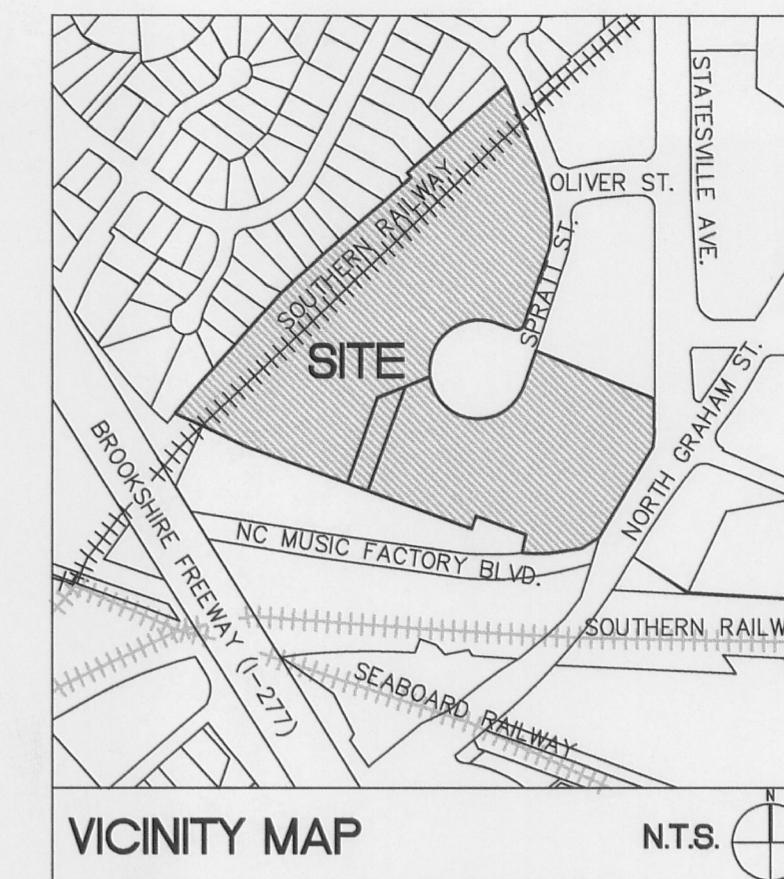 STATESVILLE AVE.
OLIVER ST.
SOUTHERN RAILWAY
SPRATT ST.
SITE
NORTH GRAHAM ST.
BROOKSHIRE FREEWAY (I-277)
NC MUSIC FACTORY BLVD.
SOUTHERN RAILW
SEABOARD RAILWAY
N
VICINITY MAP
N.T.S.